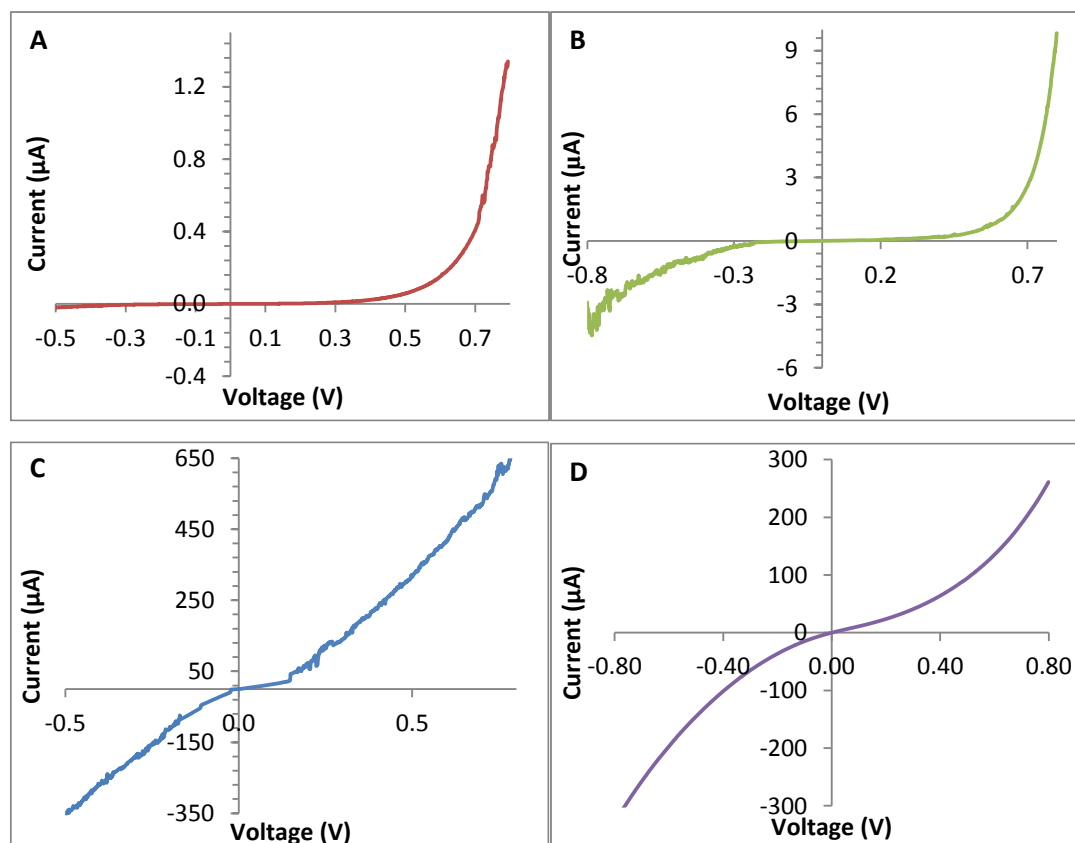 A
Current (µA)
1.2
0.8
0.4
0.0
-0.4
-0.5 -0.3 -0.1 0.1 0.3 0.5 0.7
Voltage (V)
B
Current (µA)
9
6
3
0
-3
-6
-0.8 -0.3 0.2 0.7
Voltage (V)
C
Current (µA)
650
450
250
50
-150
-350
-0.5 0.0 0.5
Voltage (V)
D
Current (µA)
300
200
100
0
-100
-200
-300
-0.80 -0.40 0.00 0.40 0.80
Voltage (V)